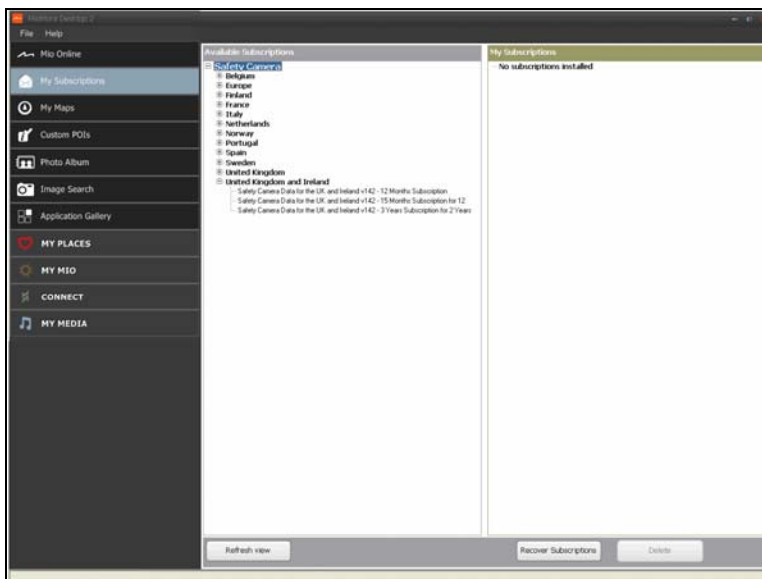 MioMore Desktop 2
File Help
Mio Online
My Subscriptions
My Maps
Custom POIs
Photo Album
Image Search
Application Gallery
MY PLACES
MY MIO
CONNECT
MY MEDIA
Available Subscriptions
Safety Camera
Belgium
Europe
Finland
France
Italy
Netherlands
Norway
Portugal
Spain
Sweden
United Kingdom
United Kingdom and Ireland
Safety Camera Data for the UK and Ireland v142 - 12 Months Subscription
Safety Camera Data for the UK and Ireland v142 - 15 Months Subscription for 12
Safety Camera Data for the UK and Ireland v142 - 3 Years Subscription for 2 Years
Refresh view
My Subscriptions
No subscriptions installed
Recover Subscriptions
Delete